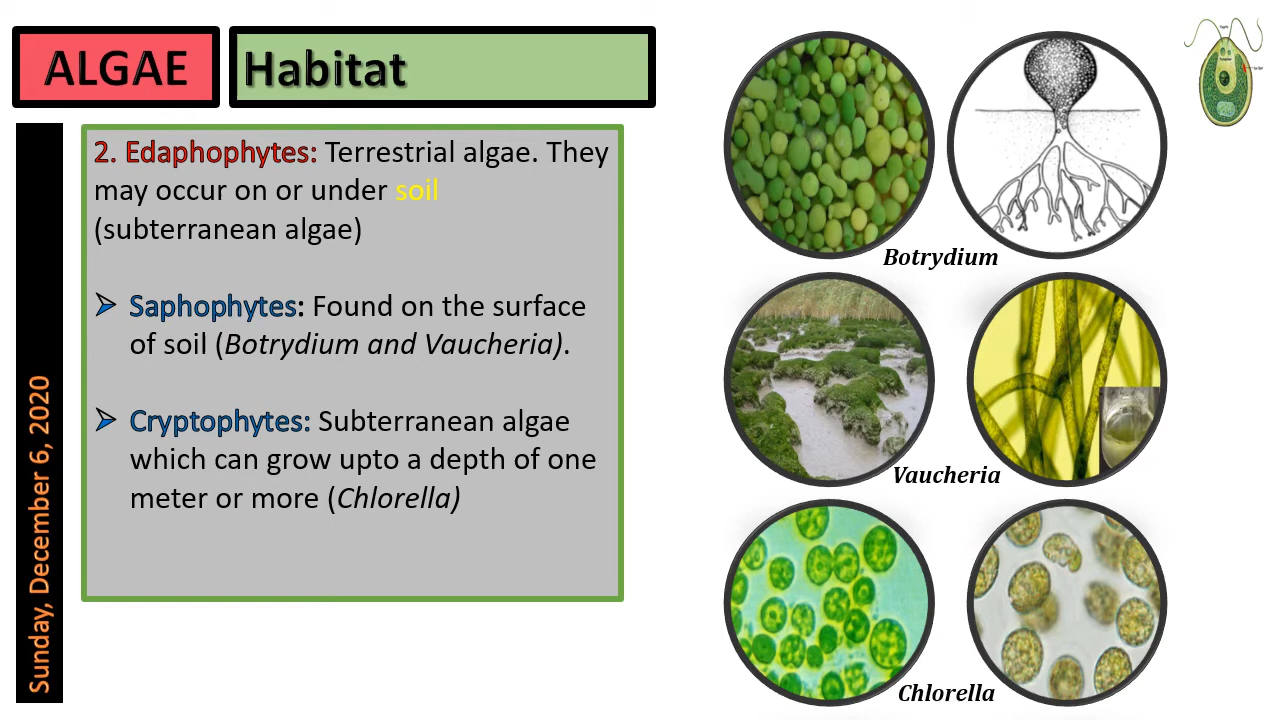 ALGAE
Habitat
2. Edaphophytes: Terrestrial algae. They
may occur on or under soil
(subterranean algae)
Saphophytes: Found on the surface
of soil (Botrydium and Vaucheria).
Cryptophytes: Subterranean algae
which can grow upto a depth of one
meter or more (Chlorella)
Sunday, December 6, 2020
Botrydium
Vaucheria
Chlorella